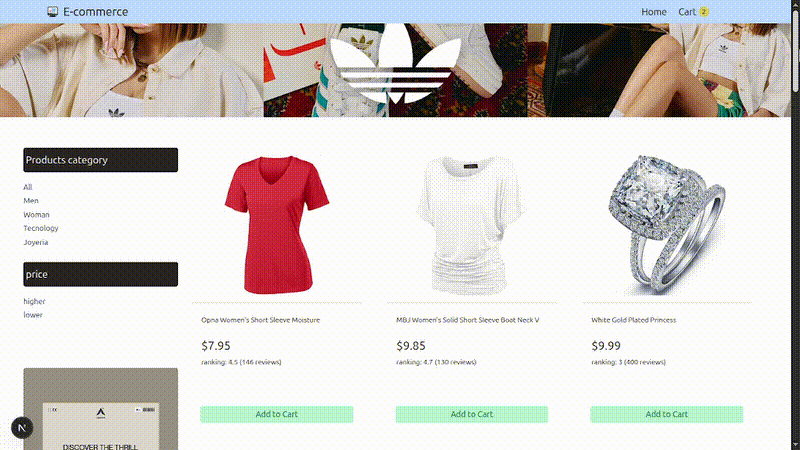 E-commerce
Home
Cart 2
Products category
All
Men
Woman
Tecnology
Joyeria
price
higher
lower
DISCOVER THE THRILL
Opna Women's Short Sleeve Moisture
$7.95
ranking: 4.5 (146 reviews)
Add to Cart
MBJ Women's Solid Short Sleeve Boat Neck V
$9.85
ranking: 4.7 (130 reviews)
Add to Cart
White Gold Plated Princess
$9.99
ranking: 3 (400 reviews)
Add to Cart
N